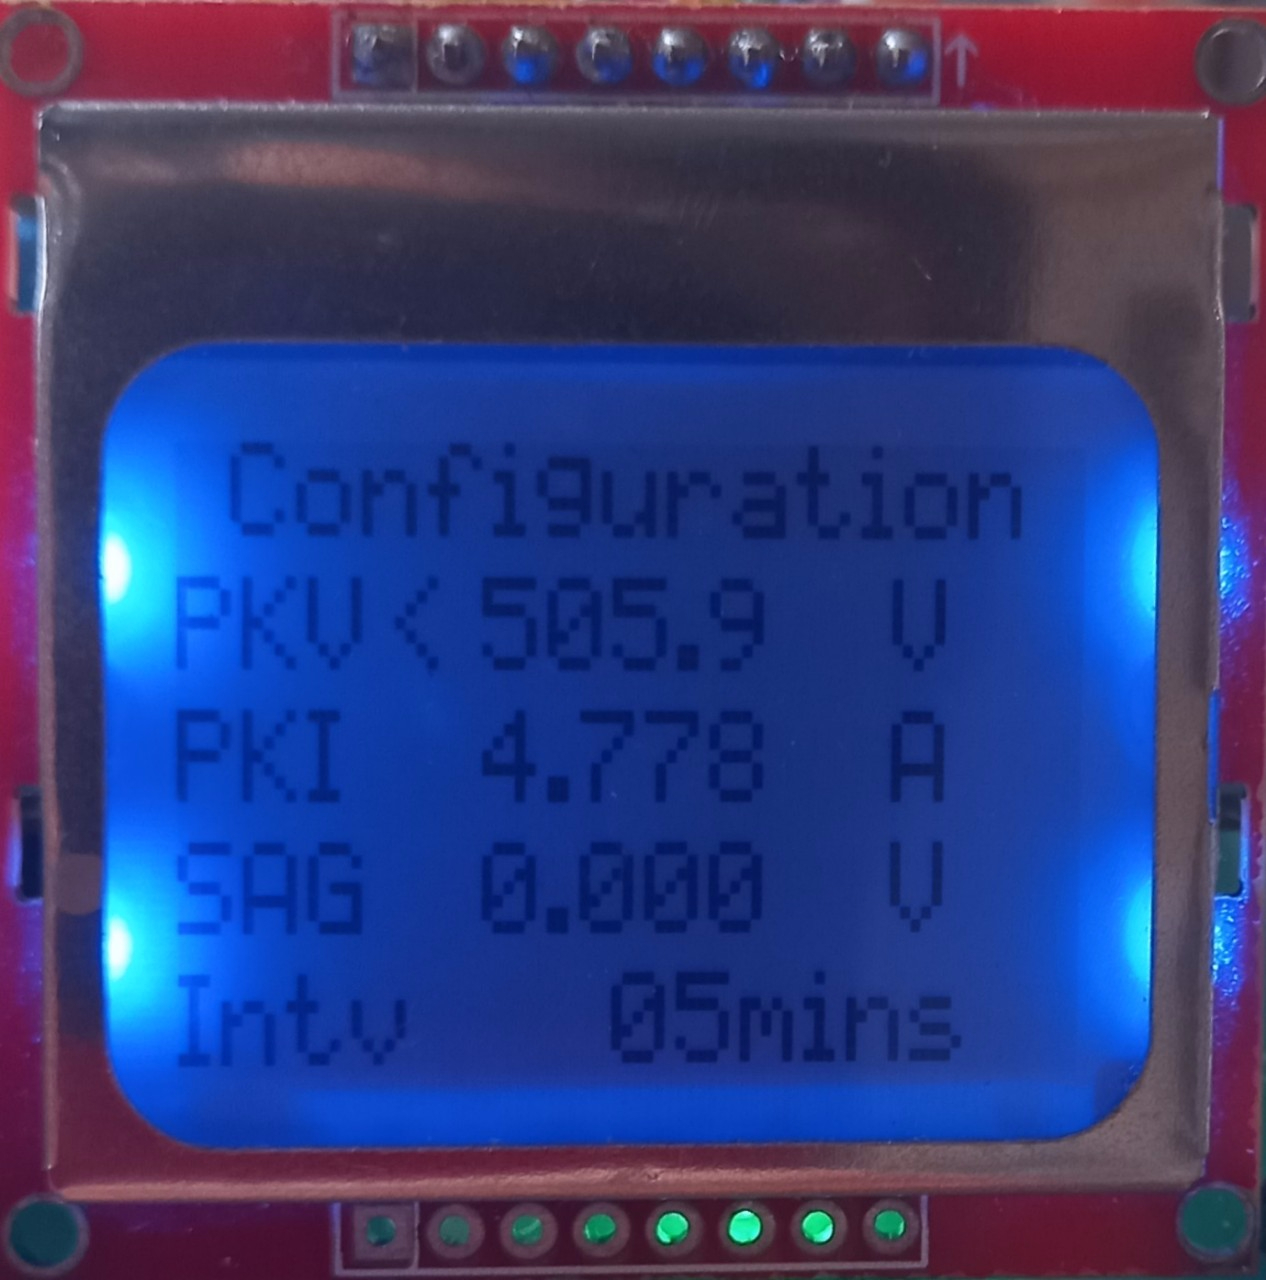 Configuration
PKV< 505.9 V
PKI 4.778 A
SAG 0.000 V
Intv 05mins